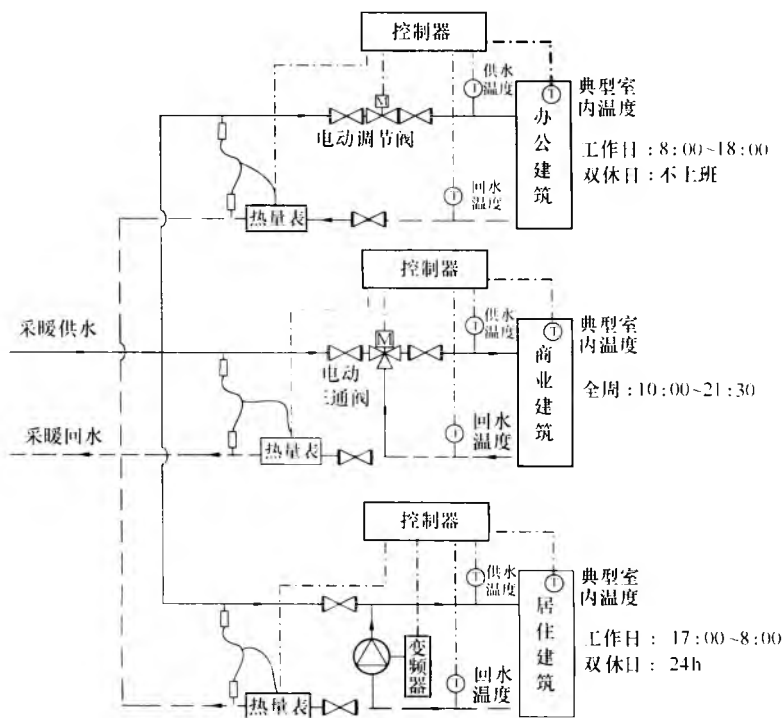 控制器
供水
温度
T
T
典型室
内温度
M
电动调节阀
办公建筑
工作日：8:00~18:00
双休日：不上班
T
回水
温度
热量表
控制器
采暖供水
M
T
供水
温度
T
典型室
内温度
电动
三通阀
商业建筑
全周：10:00~21:30
采暖回水
T
回水
温度
热量表
控制器
T
供水
温度
T
典型室
内温度
居住建筑
变频器
工作日：17:00~8:00
双休日：24h
T
回水
温度
热量表